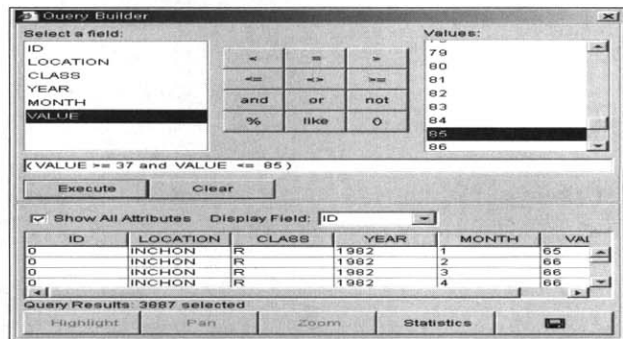 Query Builder
Select a field:
ID
LOCATION
CLASS
YEAR
MONTH
VALUE
< = >
<= <> >=
and or not
% like ()
Values:
79
80
81
82
83
84
85
86
(VALUE >= 37 and VALUE <= 85)
Execute Clear
Show All Attributes Display Field: ID
ID LOCATION CLASS YEAR MONTH VAL
0 INCHON R 1982 1 65
0 INCHON R 1982 2 66
0 INCHON R 1982 3 66
0 INCHON R 1982 4 66
Query Results: 3887 selected
Highlight Pan Zoom Statistics